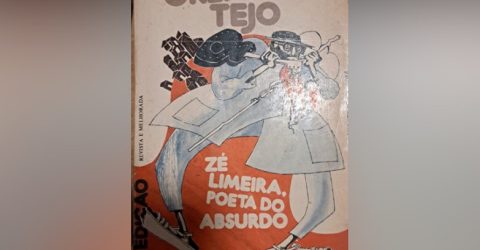 TEJO
ZÉ
LIMEIRA,
POETA DO
ABSURDO
REVISTA E MELHORADA
EDIÇÃO